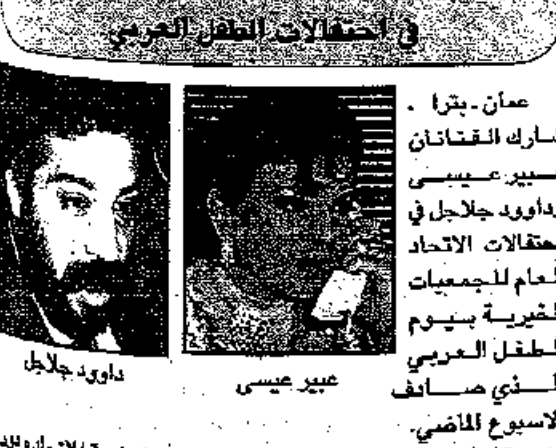 في احتفالات الطفل العربي
عمان - بترا .
شارك الفنانان
عبير عيسى
وداوود جلاجل في
احتفالات الاتحاد
العام للجمعيات
الخيرية بيوم
الطفل العربي
الذي صادف
الاسبوع الماضي.
داوود جلاجل
عبير عيسى